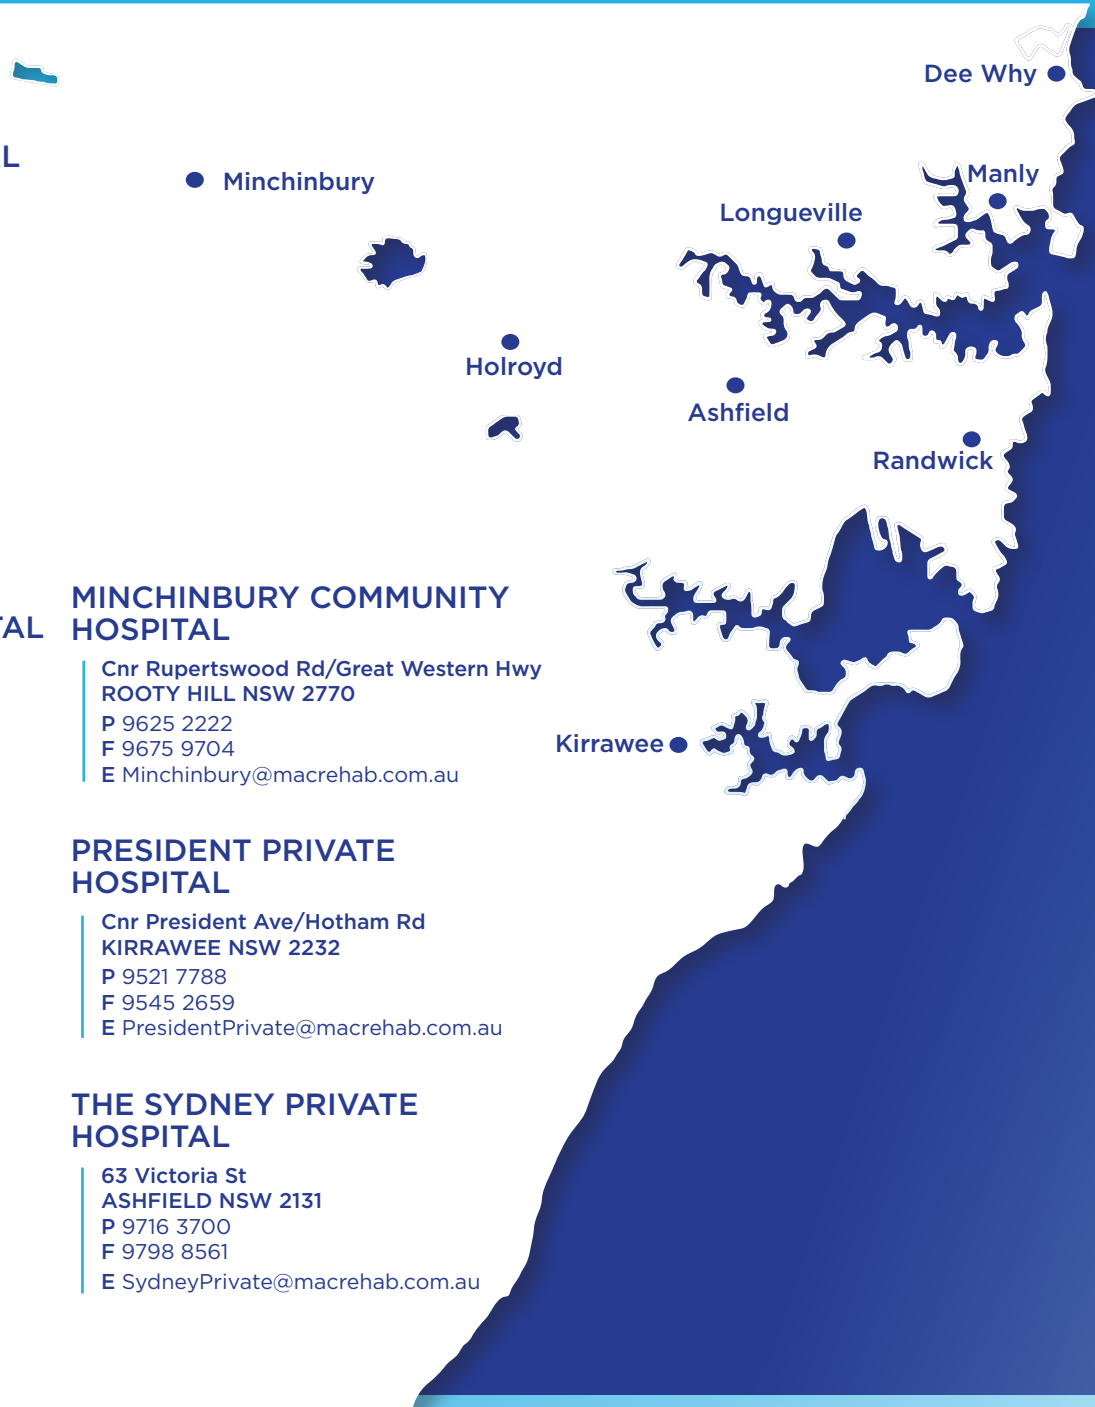 Dee Why
L
Minchinbury
Manly
Longueville
Holroyd
Ashfield
Randwick
MINCHINBURY COMMUNITY
TAL HOSPITAL
Cnr Rupertswood Rd/Great Western Hwy
ROOTY HILL NSW 2770
P 9625 2222
F 9675 9704
E Minchinbury@macrehab.com.au
Kirrawee
PRESIDENT PRIVATE
HOSPITAL
Cnr President Ave/Hotham Rd
KIRRAWEE NSW 2232
P 9521 7788
F 9545 2659
E PresidentPrivate@macrehab.com.au
THE SYDNEY PRIVATE
HOSPITAL
63 Victoria St
ASHFIELD NSW 2131
P 9716 3700
F 9798 8561
E SydneyPrivate@macrehab.com.au